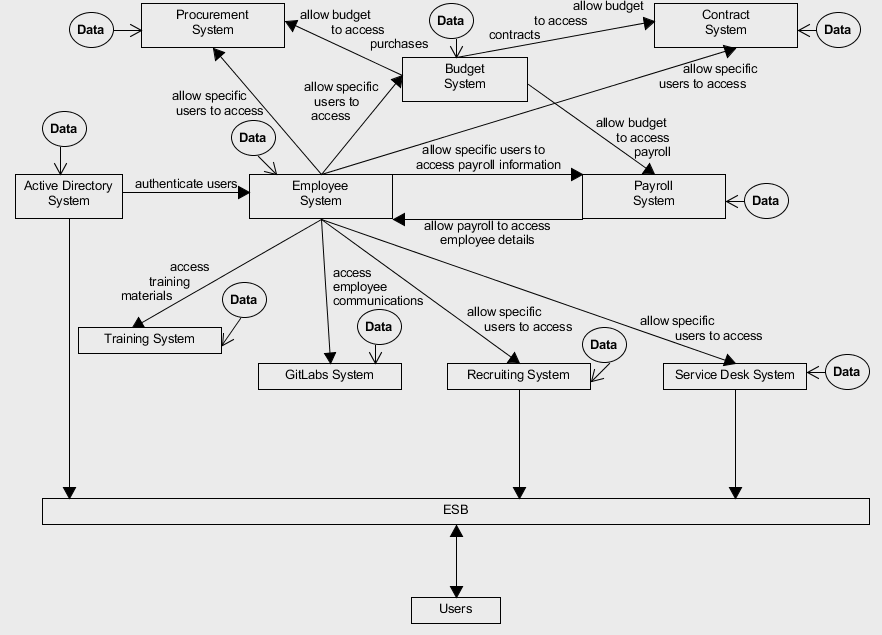 Procurement
System
Data
allow budget
to access
purchases
Data
allow budget
to access
contracts
Contract
System
Data
Budget
System
allow specific
users to access
allow specific
users to
access
allow specific
users to access
Data
Data
allow budget
to access
payroll
allow specific users to
access payroll information
Active Directory
System
authenticate users
Employee
System
Payroll
System
Data
allow payroll to access
employee details
access
training
materials
Data
access
employee
communications
Data
allow specific
users to access
Data
allow specific
users to access
Training System
GitLabs System
Recruiting System
Service Desk System
Data
ESB
Users